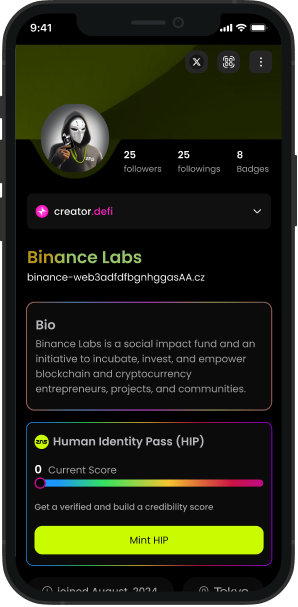 9:41
X
25 25 8
followers followings Badges
creator.defi
Binance Labs
binance-web3adfdfbgnhggasAA.cz
Bio
Binance Labs is a social impact fund and an
initiative to incubate, invest, and empower
blockchain and cryptocurrency
entrepreneurs, projects, and communities.
ZNS Human Identity Pass (HIP)
0 Current Score
Get a verified and build a credibility score
Mint HIP
joined August, 2024 Tokyo